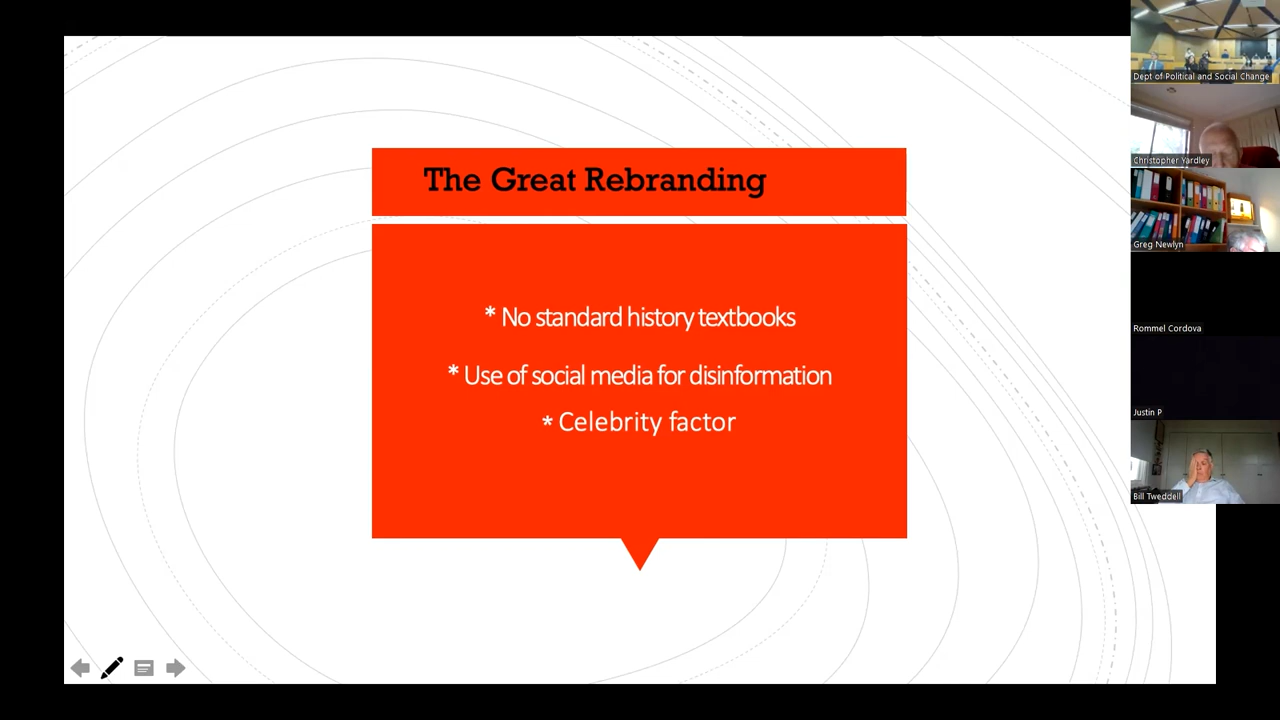 The Great Rebranding
* No standard history textbooks
* Use of social media for disinformation
* Celebrity factor
Dept of Political and Social Change
Christopher Yardley
Greg Newlyn
Rommel Cordova
Justin P
Bill Tweddell